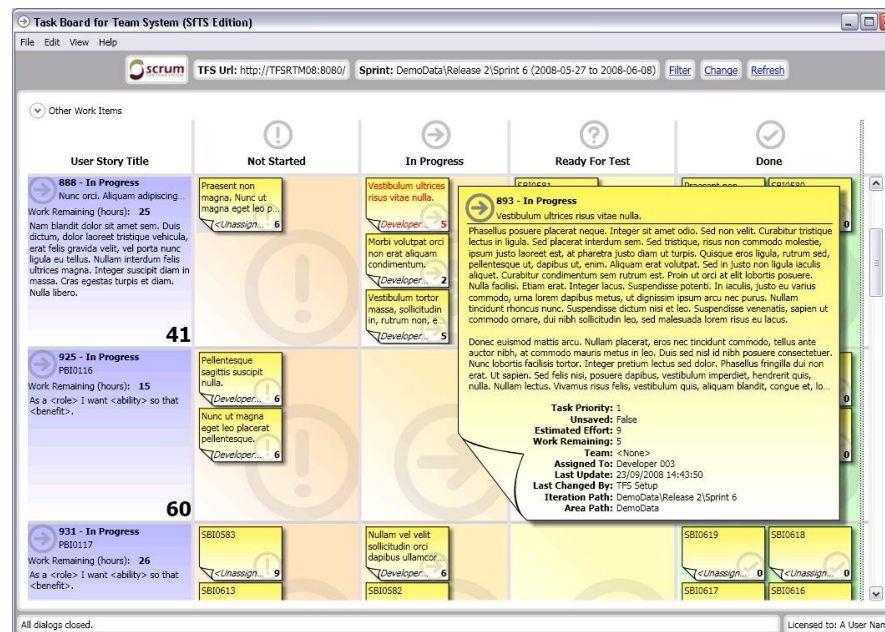 Task Board for Team System (SfTS Edition)
File Edit View Help
scrum
TFS Url: http://TFSRTM08:8080/ Sprint: DemoData\Release 2\Sprint 6 (2008-05-27 to 2008-06-08) Filter Change Refresh
Other Work Items
User Story Title Not Started In Progress Ready For Test Done
888 - In Progress
Nunc orci. Aliquam adipiscing...
Work Remaining (hours): 25
Nam blandit dolor sit amet sem. Duis
dictum, dolor laoreet tristique vehicula,
erat felis gravida velit, vel porta nunc
ligula eu tellus. Nullam interdum felis
ultrices magna. Integer suscipit diam in
massa. Cras egestas turpis et diam.
Nulla libero.
41
Praesent non
magna. Nunc ut
magna eget leo p...
<Unassign... 6
Vestibulum ultrices
risus vitae nulla.
Developer... 5
Morbi volutpat orci
non erat aliquam
condimentum.
Developer... 2
Vestibulum tortor
massa, sollicitudin
in, rutrum non, e...
Developer... 5
SBI0581
Praesent non
SBI0580
0
0
893 - In Progress
Vestibulum ultrices risus vitae nulla.
Phasellus posuere placerat neque. Integer sit amet odio. Sed non velit. Curabitur tristique
lectus in ligula. Sed placerat interdum sem. Sed tristique, risus non commodo molestie,
ipsum justo laoreet est, at pharetra justo diam ut turpis. Quisque eros ligula, rutrum sed,
pellentesque ut, dapibus ut, enim. Aliquam erat volutpat. Sed in justo non ligula iaculis
aliquet. Curabitur condimentum sem rutrum est. Proin ut orci at elit lobortis posuere.
Nulla facilisi. Etiam erat. Integer lacus. Suspendisse potenti. In iaculis, justo eu varius
commodo, urna lorem dapibus metus, ut dignissim ipsum arcu nec purus. Nullam
tincidunt rhoncus nunc. Suspendisse dictum nisi et leo. Suspendisse venenatis, sapien ut
commodo ornare, dui nibh sollicitudin leo, sed malesuada lorem risus eu lacus.
Donec euismod mattis arcu. Nullam placerat, eros nec tincidunt commodo, tellus ante
auctor nibh, at commodo mauris metus in leo. Duis sed nisl id nibh posuere consectetuer.
Nunc lobortis facilisis tortor. Integer pretium lectus sed dolor. Phasellus fringilla dui non
erat. Ut sapien. Sed felis nisi, posuere dapibus, vestibulum imperdiet, hendrerit quis,
nulla. Nullam lectus. Vivamus risus felis, vestibulum quis, aliquam blandit, congue et, lo...
Task Priority: 1
Unsaved: False
Estimated Effort: 9
Work Remaining: 5
Team: <None>
Assigned To: Developer 003
Last Update: 23/09/2008 14:43:50
Last Changed By: TFS Setup
Iteration Path: DemoData\Release 2\Sprint 6
Area Path: DemoData
925 - In Progress
PBI0116
Work Remaining (hours): 15
As a <role> I want <ability> so that
<benefit>.
60
Pellentesque
sagittis suscipit
nulla.
Developer... 6
Nunc ut magna
eget leo placerat
pellentesque.
Developer... 6
0
0
931 - In Progress
PBI0117
Work Remaining (hours): 26
As a <role> I want <ability> so that
<benefit>.
SBI0583
<Unassign... 9
SBI0613
Nullam vel velit
sollicitudin orci
dapibus ullamcor...
Developer... 6
SBI0582
SBI0619
<Unassign... 0
SBI0617
SBI0618
<Unassign... 0
SBI0616
All dialogs closed.
Licensed to: A User Nam